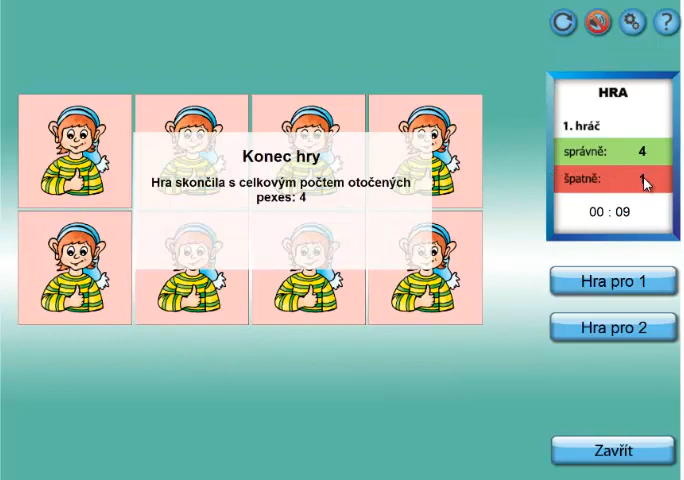 HRA
1. hráč
správně: 4
špatně: 1
00 : 09
Konec hry
Hra skončila s celkovým počtem otočených
pexes: 4
Hra pro 1
Hra pro 2
Zavřít
?